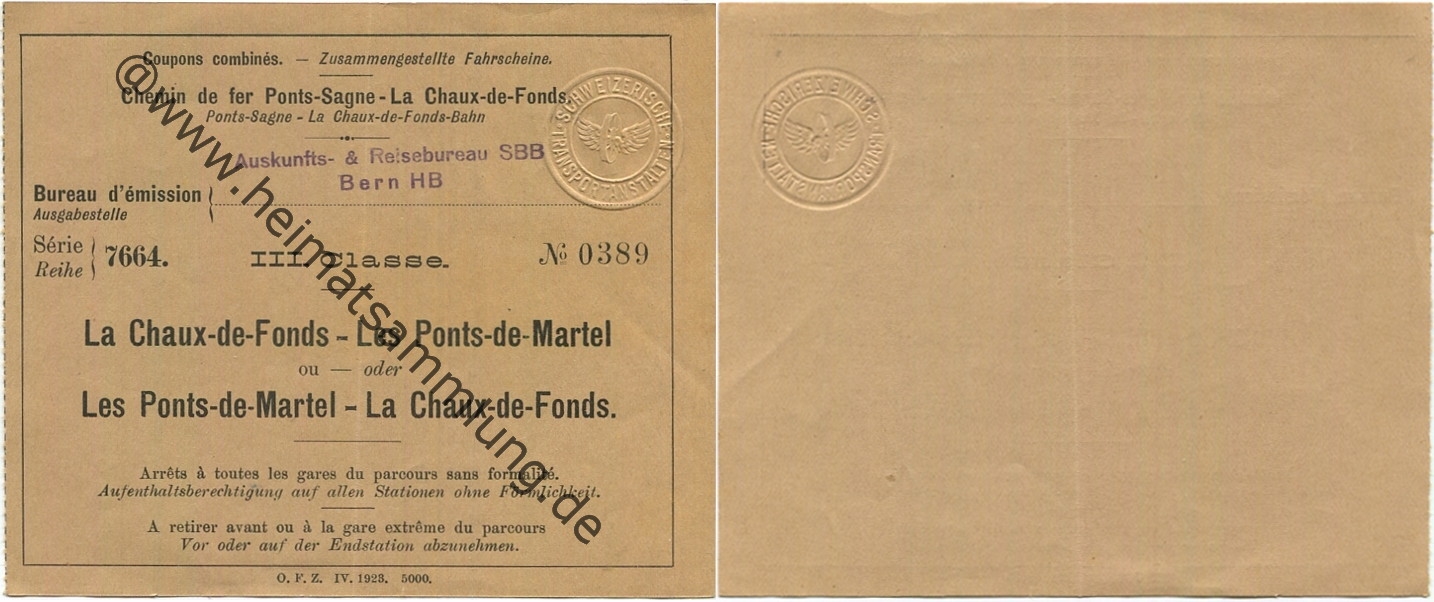 Coupons combinés. — Zusammengestellte Fahrscheine.
Chemin de fer Ponts-Sagne - La Chaux-de-Fonds.
Ponts-Sagne - La Chaux-de-Fonds-Bahn
SCHWEIZERISCHE TRANSPORTANSTALTEN
Auskunfts- & Reisebureau SBB
Bern HB
Bureau d'émission
Ausgabestelle
Série
Reihe
7664.
III. Classe.
№ 0389
La Chaux-de-Fonds - Les Ponts-de-Martel
ou — oder
Les Ponts-de-Martel - La Chaux-de-Fonds.
Arrêts à toutes les gares du parcours sans formalité.
Aufenthaltsberechtigung auf allen Stationen ohne Förmlichkeit.
A retirer avant ou à la gare extrême du parcours
Vor oder auf der Endstation abzunehmen.
O. F. Z. IV. 1923. 5000.
@www.heimatsammlung.de
SCHWEIZERISCHE TRANSPORTANSTALTEN